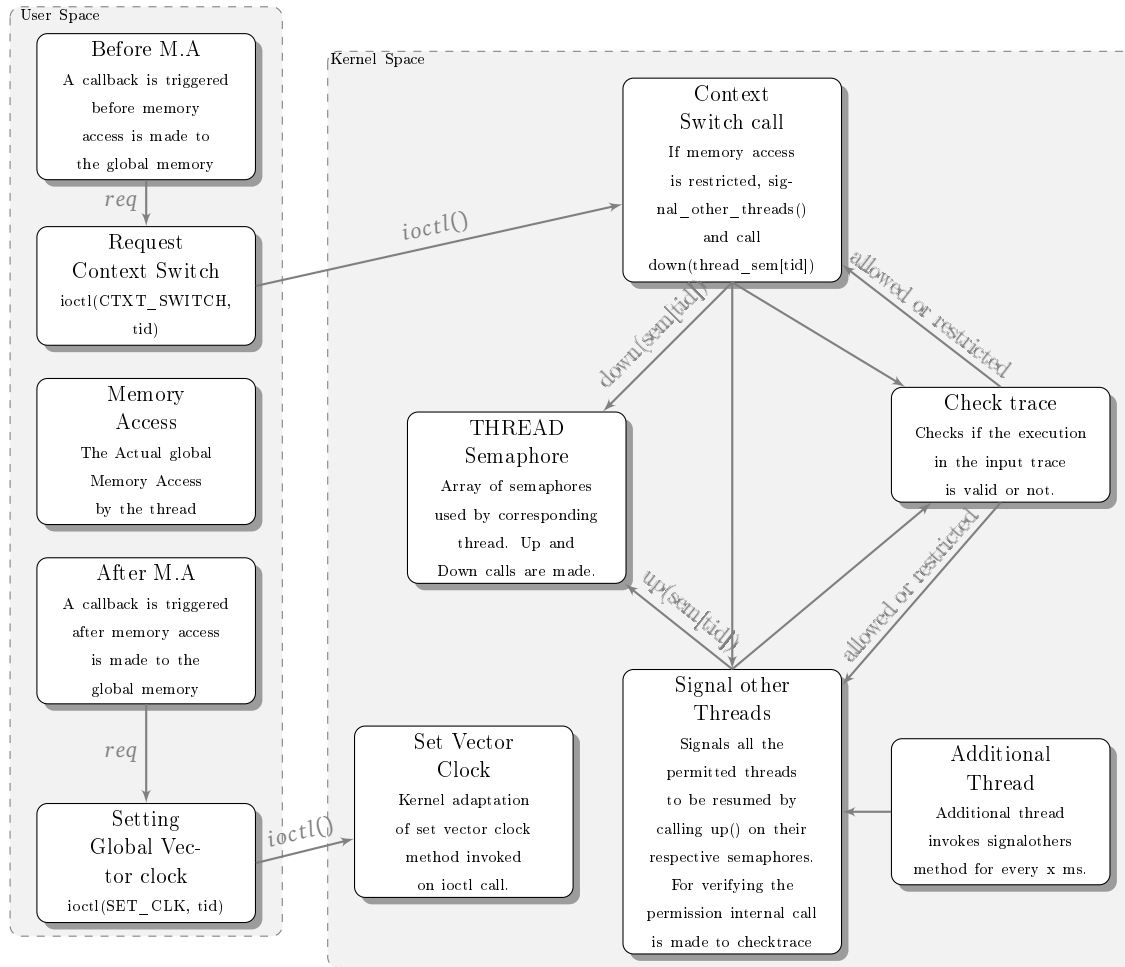 User Space
Before M.A
A callback is triggered
before memory
access is made to
the global memory
req
Request
Context Switch
ioctl(CTXT_SWITCH,
tid)
Memory
Access
The Actual global
Memory Access
by the thread
After M.A
A callback is triggered
after memory access
is made to the
global memory
req
Setting
Global Vec-
tor clock
ioctl(SET_CLK, tid)
ioctl()
ioctl()
Kernel Space
Context
Switch call
If memory access
is restricted, sig-
nal_other_threads()
and call
down(thread_sem[tid])
down(sem[tid])
allowed or restricted
THREAD
Semaphore
Array of semaphores
used by corresponding
thread. Up and
Down calls are made.
Check trace
Checks if the execution
in the input trace
is valid or not.
up(sem[tid])
allowed or restricted
Set Vector
Clock
Kernel adaptation
of set vector clock
method invoked
on ioctl call.
Signal other
Threads
Signals all the
permitted threads
to be resumed by
calling up() on their
respective semaphores.
For verifying the
permission internal call
is made to checktrace
Additional
Thread
Additional thread
invokes signalothers
method for every x ms.